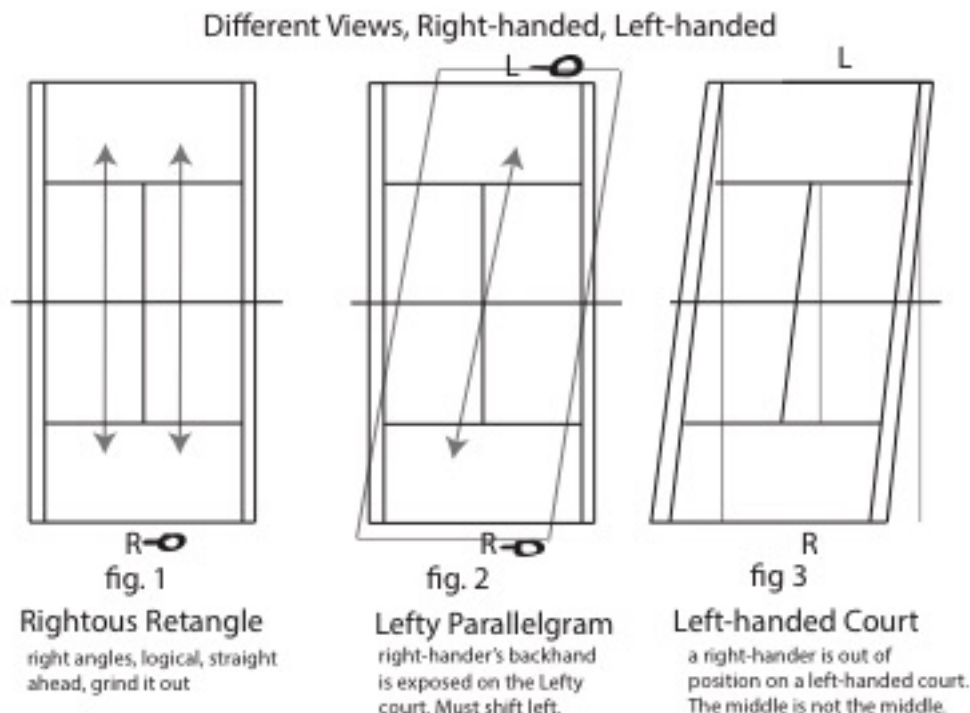 Different Views, Right-handed, Left-handed
L
L
R
R
R
fig. 1
fig. 2
fig 3
Rightous Retangle
right angles, logical, straight
ahead, grind it out
Lefty Parallelgram
right-hander's backhand
is exposed on the Lefty
court. Must shift left.
Left-handed Court
a right-hander is out of
position on a left-handed court.
The middle is not the middle.